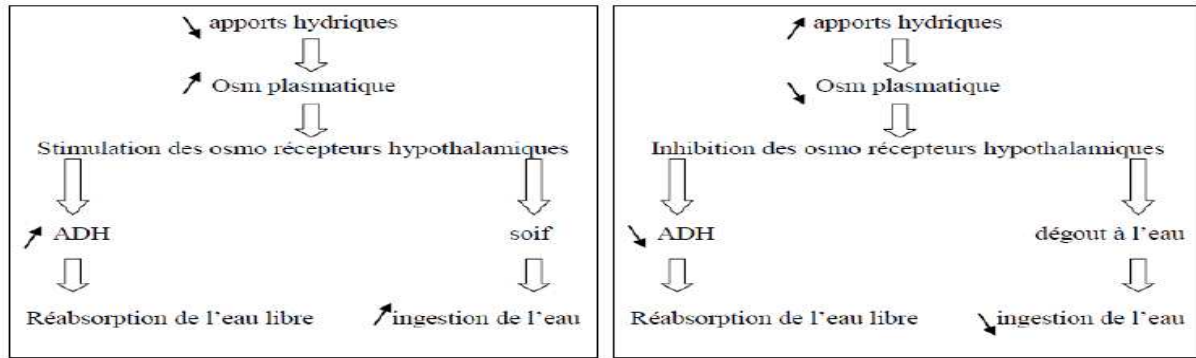 apports hydriques
Osm plasmatique
Stimulation des osmo récepteurs hypothalamiques
ADH
soif
Réabsorption de l'eau libre
ingestion de l'eau
apports hydriques
Osm plasmatique
Inhibition des osmo récepteurs hypothalamiques
ADH
dégout à l'eau
Réabsorption de l'eau libre
ingestion de l'eau